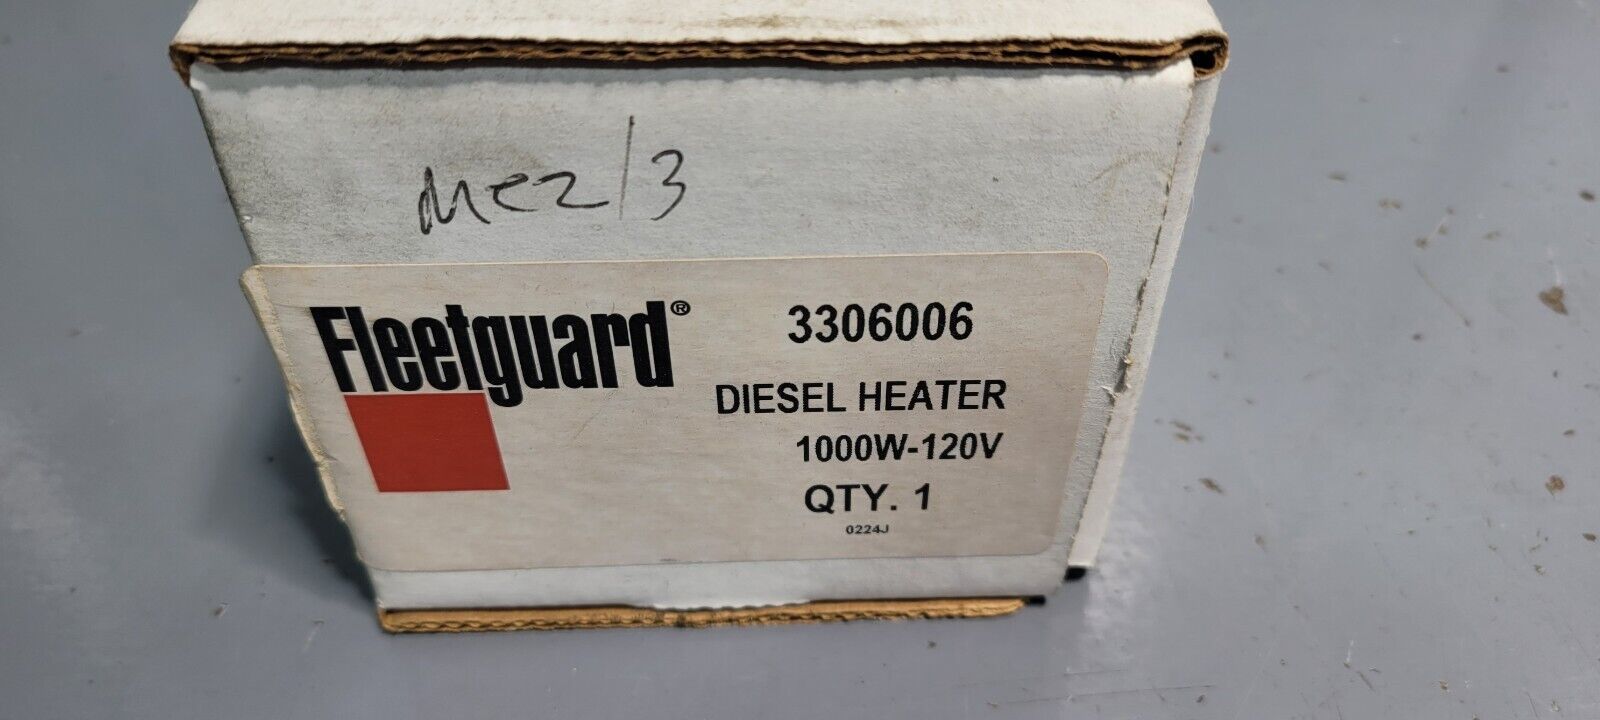 mez/3
Fleetguard®
3306006
DIESEL HEATER
1000W-120V
QTY. 1
0224J